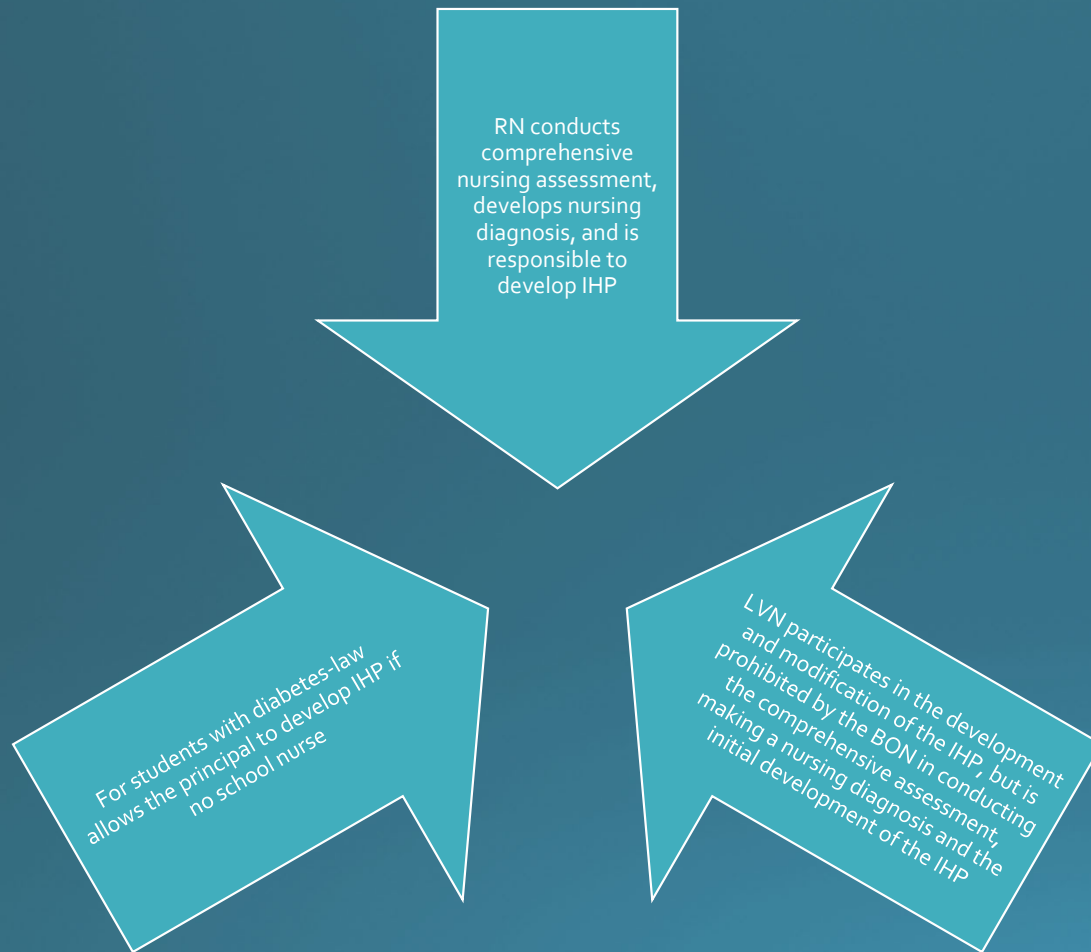 RN conducts
comprehensive
nursing assessment,
develops nursing
diagnosis, and is
responsible to
develop IHP
For students with diabetes-law
allows the principal to develop IHP if
no school nurse
LVN participates in the development
and modification of the IHP, but is
prohibited by the BON in conducting
the comprehensive assessment,
making a nursing diagnosis and the
initial development of the IHP